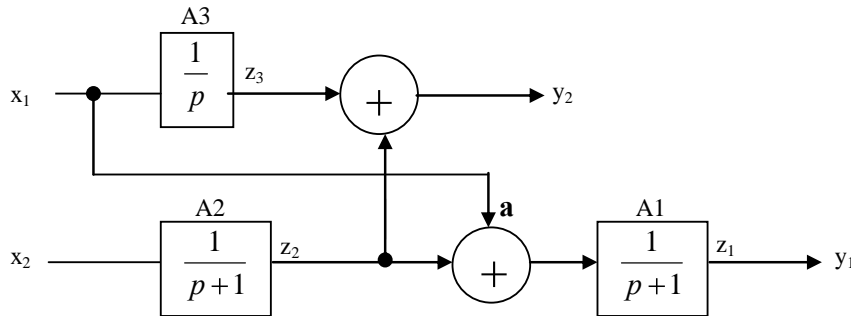 A3
x₁
1
p
z₃
+
y₂
a
A2
A1
x₂
1
p + 1
z₂
+
1
p + 1
z₁
y₁